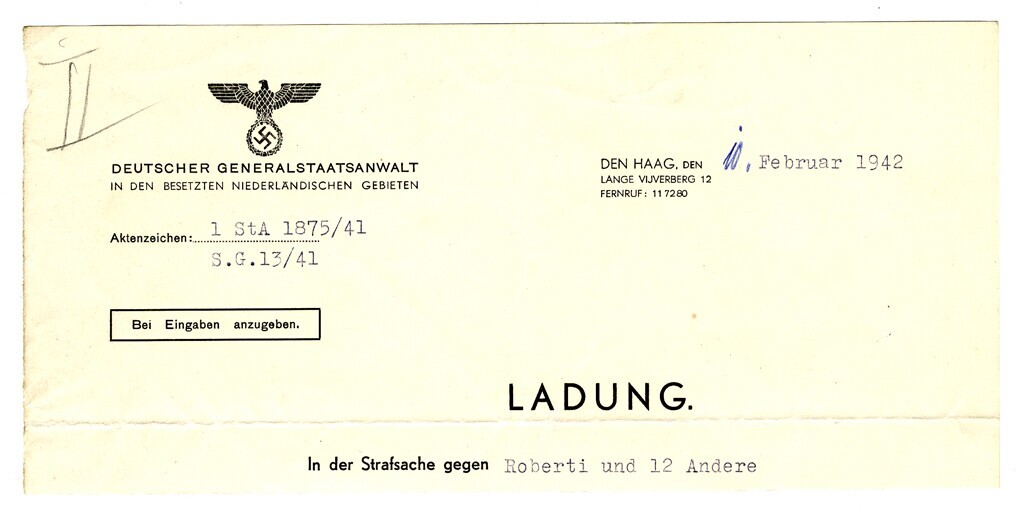 II
DEUTSCHER GENERALSTAATSANWALT
IN DEN BESETZTEN NIEDERLÄNDISCHEN GEBIETEN
DEN HAAG, DEN 10. Februar 1942
LANGE VIJVERBERG 12
FERNRUF: 117280
Aktenzeichen: 1 StA 1875/41
S.G.13/41
Bei Eingaben anzugeben.
LADUNG.
In der Strafsache gegen Roberti und 12 Andere